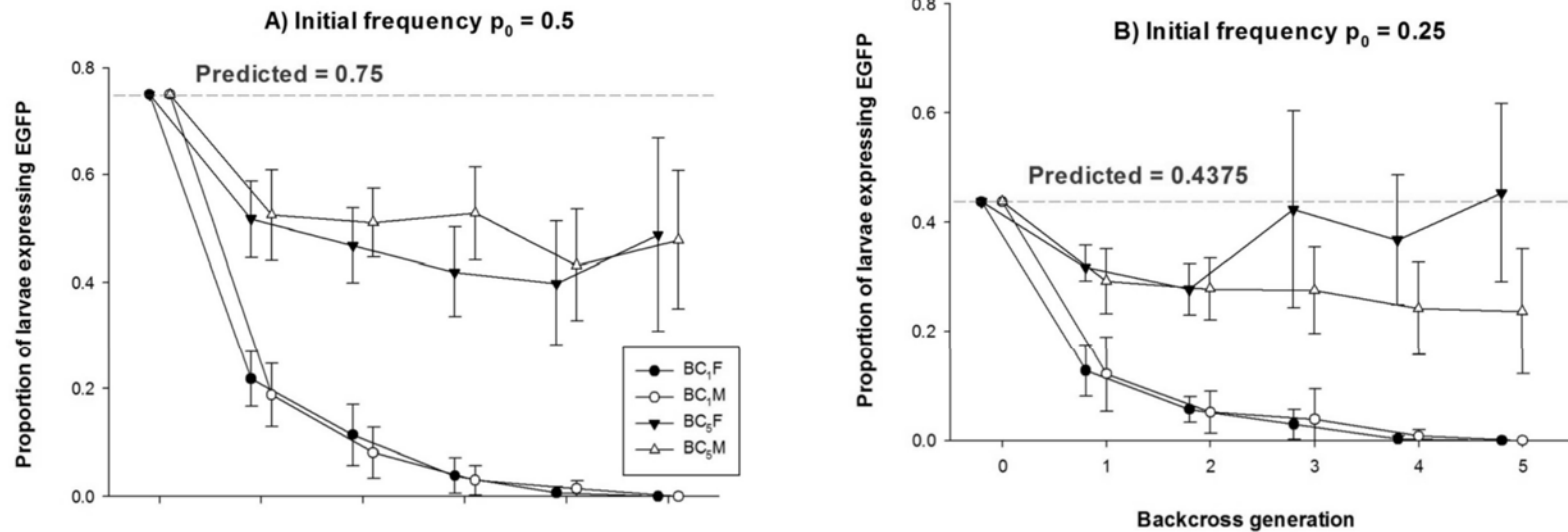 A) Initial frequency p₀ = 0.5
Predicted = 0.75
Proportion of larvae expressing EGFP
0.8
0.6
0.4
0.2
0.0
BC₁F
BC₁M
BC₅F
BC₅M
B) Initial frequency p₀ = 0.25
Predicted = 0.4375
Proportion of larvae expressing EGFP
0.8
0.6
0.4
0.2
0.0
0 1 2 3 4 5
Backcross generation